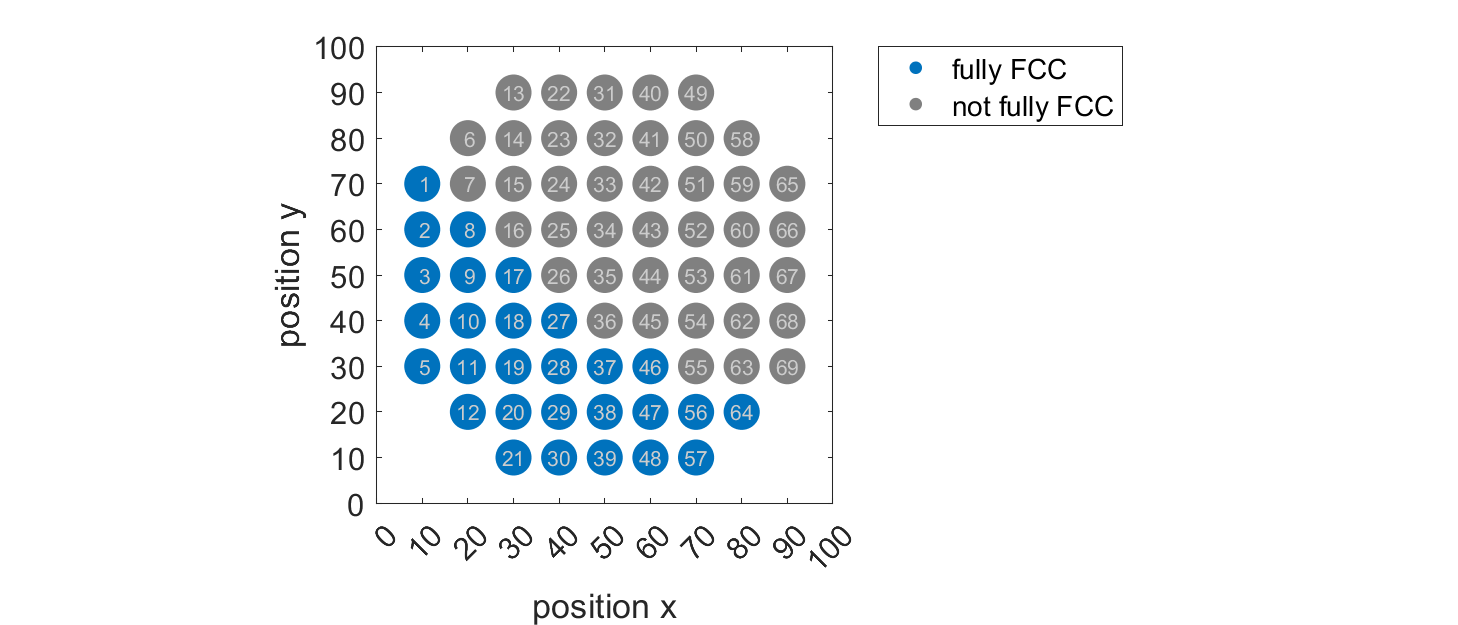 100
90
80
70
60
50
40
30
20
10
0
position y
13 22 31 40 49
6 14 23 32 41 50 58
1 7 15 24 33 42 51 59 65
2 8 16 25 34 43 52 60 66
3 9 17 26 35 44 53 61 67
4 10 18 27 36 45 54 62 68
5 11 19 28 37 46 55 63 69
12 20 29 38 47 56 64
21 30 39 48 57
0 10 20 30 40 50 60 70 80 90 100
position x
fully FCC
not fully FCC